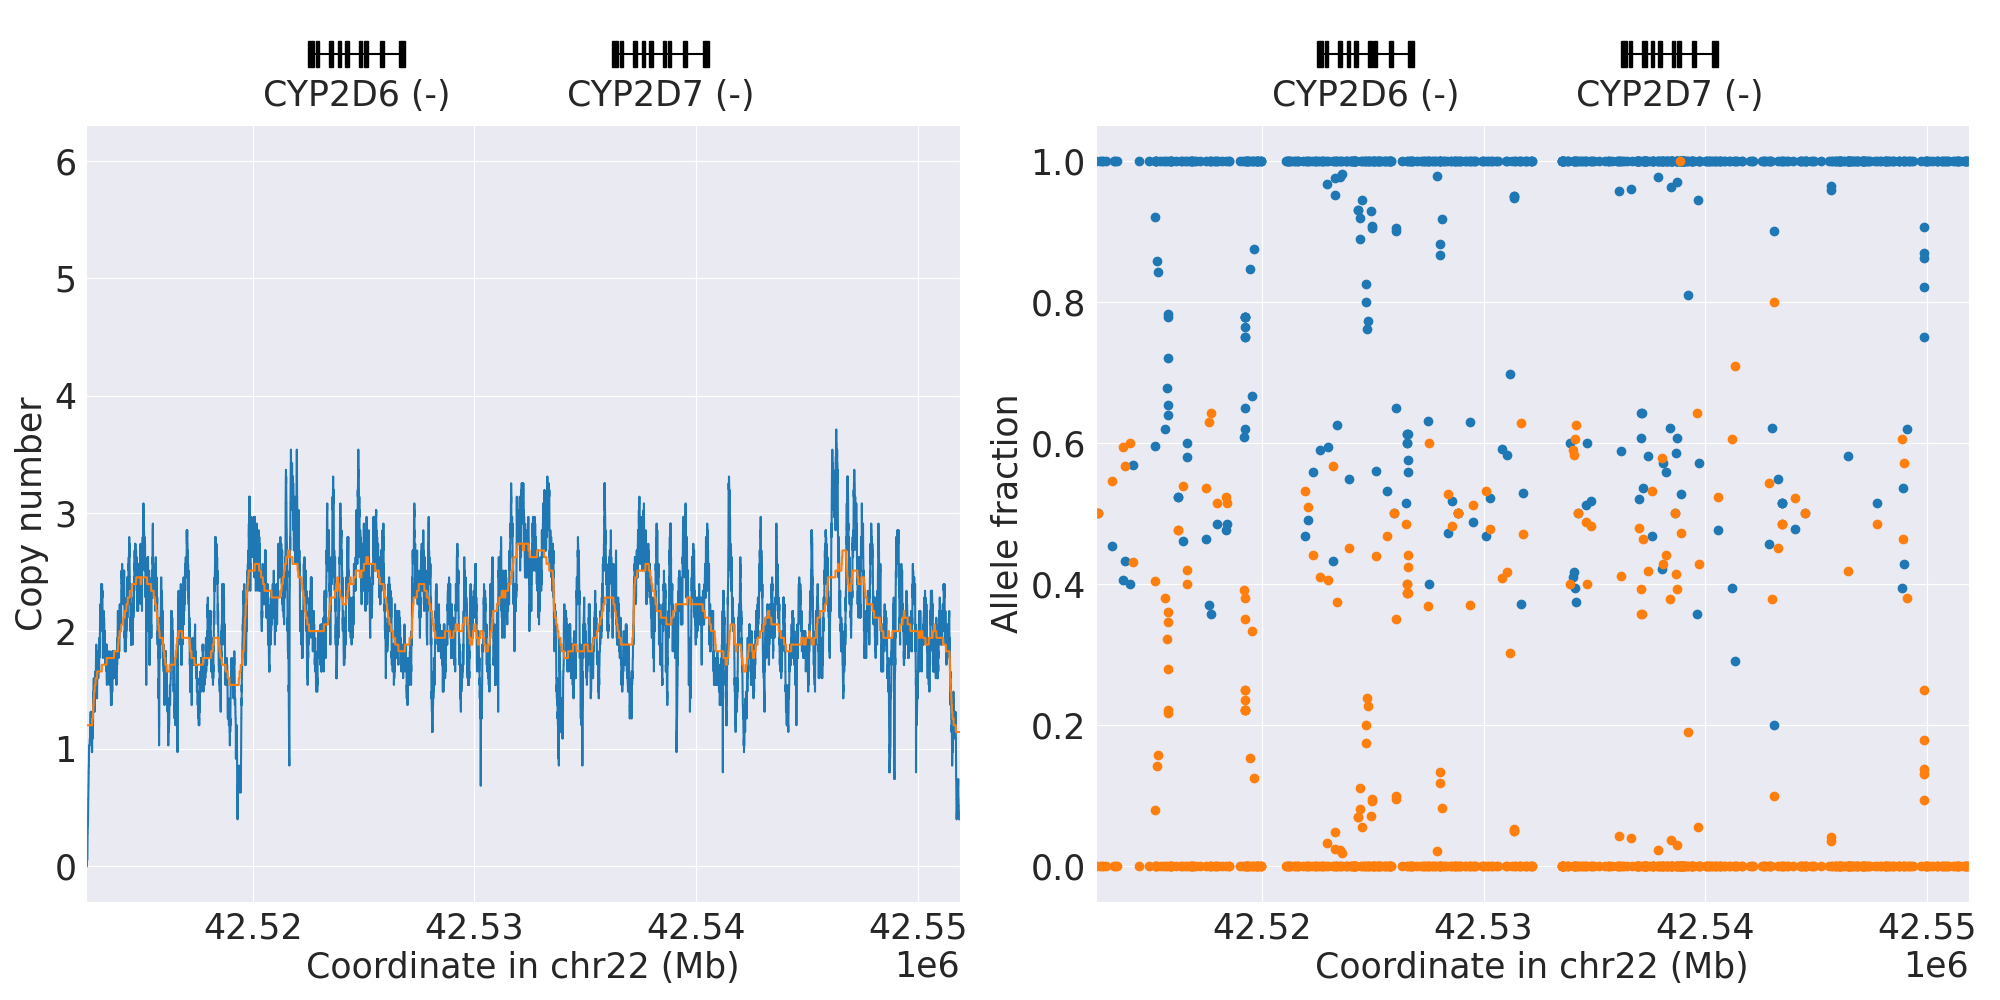 CYP2D6 (-) CYP2D7 (-)
6
5
4
3
2
1
0
Copy number
42.52 42.53 42.54 42.55
Coordinate in chr22 (Mb) 1e6
CYP2D6 (-) CYP2D7 (-)
1.0
0.8
0.6
0.4
0.2
0.0
Allele fraction
42.52 42.53 42.54 42.55
Coordinate in chr22 (Mb) 1e6